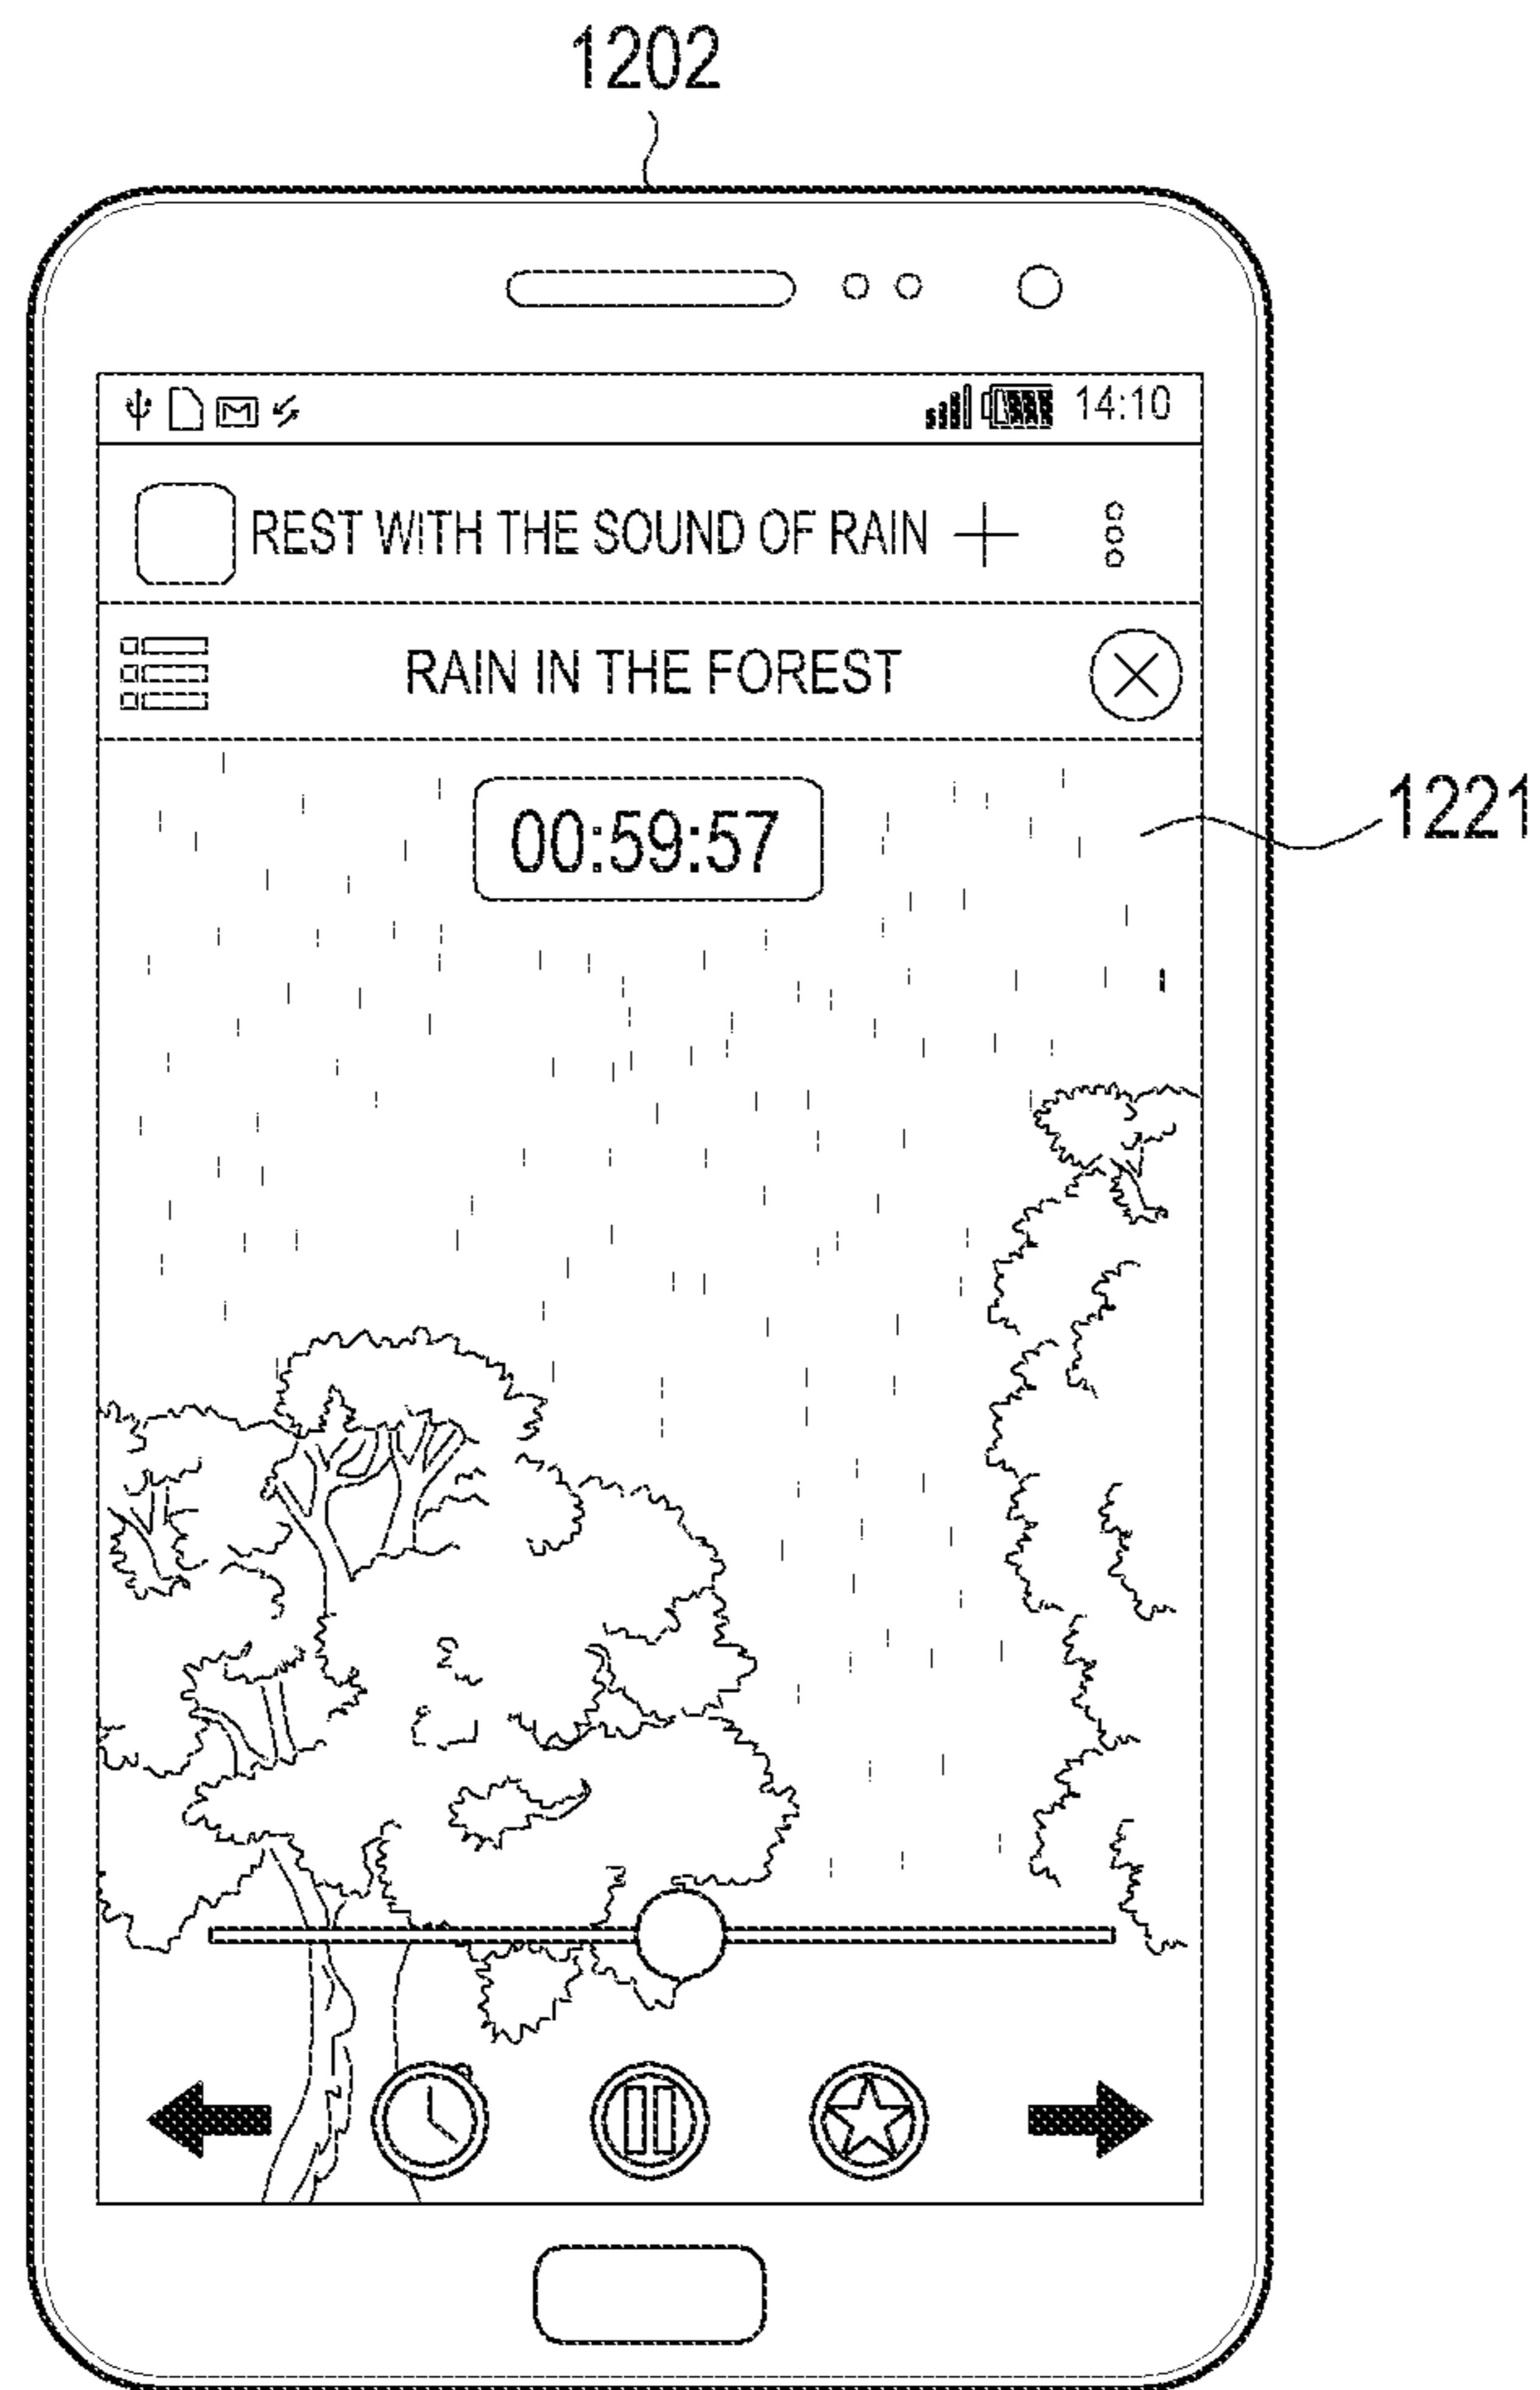 1202
14:10
REST WITH THE SOUND OF RAIN
RAIN IN THE FOREST
00:59:57
1221